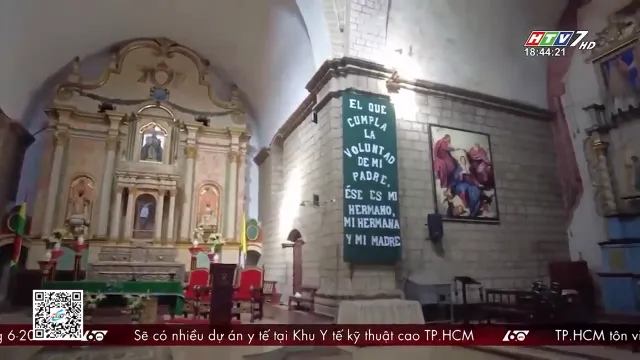 HTV7 HD
18:44:21
EL QUE
CUMPLA
LA
VOLUNTAD
DE MI
PADRE,
ÉSE ES MI
HERMANO,
MI HERMANA
Y MI MADRE
g 6-20
Sẽ có nhiều dự án y tế tại Khu Y tế kỹ thuật cao TP.HCM
TP.HCM tôn v